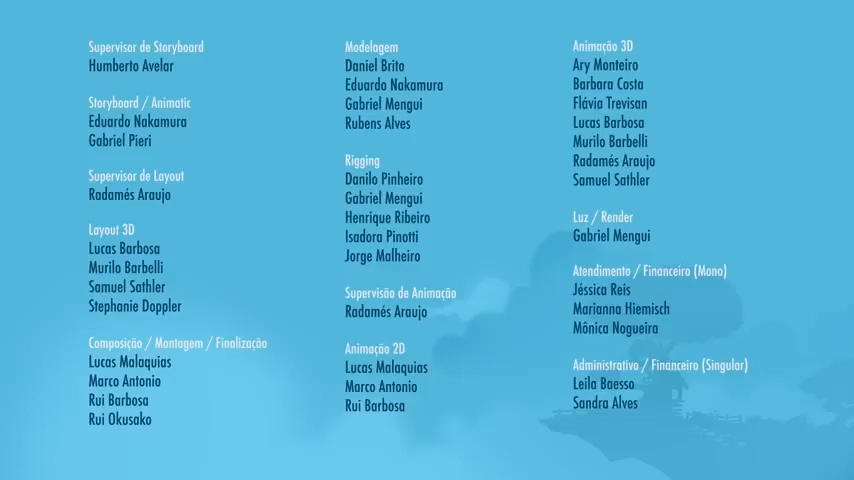 Supervisor de Storyboard
Humberto Avelar
Storyboard / Animatic
Eduardo Nakamura
Gabriel Pieri
Supervisor de Layout
Radamés Araujo
Layout 3D
Lucas Barbosa
Murilo Barbelli
Samuel Sathler
Stephanie Doppler
Composição / Montagem / Finalização
Lucas Malaquias
Marco Antonio
Rui Barbosa
Rui Okusako
Modelagem
Daniel Brito
Eduardo Nakamura
Gabriel Mengui
Rubens Alves
Rigging
Danilo Pinheiro
Gabriel Mengui
Henrique Ribeiro
Isadora Pinotti
Jorge Malheiro
Supervisão de Animação
Radamés Araujo
Animação 2D
Lucas Malaquias
Marco Antonio
Rui Barbosa
Animação 3D
Ary Monteiro
Barbara Costa
Flávia Trevisan
Lucas Barbosa
Murilo Barbelli
Radamés Araujo
Samuel Sathler
Luz / Render
Gabriel Mengui
Atendimento / Financeiro (Mono)
Jéssica Reis
Marianna Hiemisch
Mônica Nogueira
Administrativo / Financeiro (Singular)
Leila Baesso
Sandra Alves